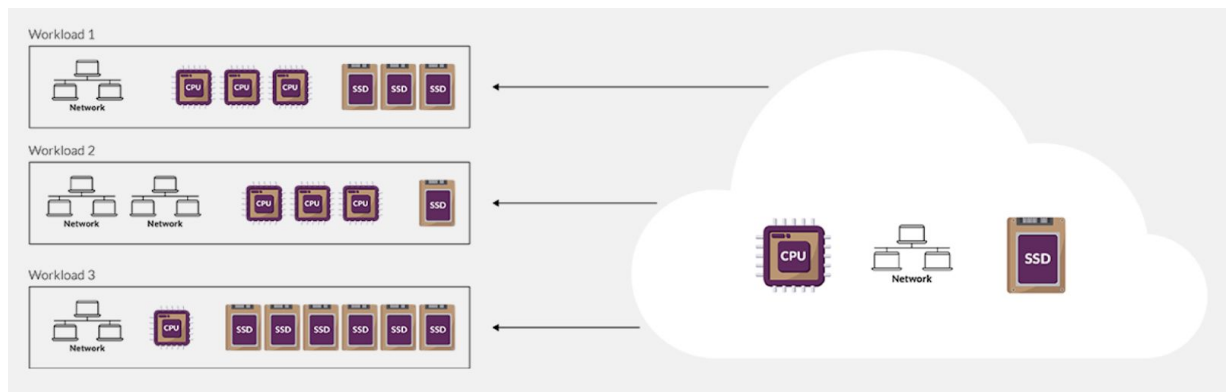 Workload 1
Network
CPU CPU CPU
SSD SSD SSD
Workload 2
Network Network
CPU CPU CPU
SSD
Workload 3
Network
CPU
SSD SSD SSD SSD SSD SSD
CPU
Network
SSD